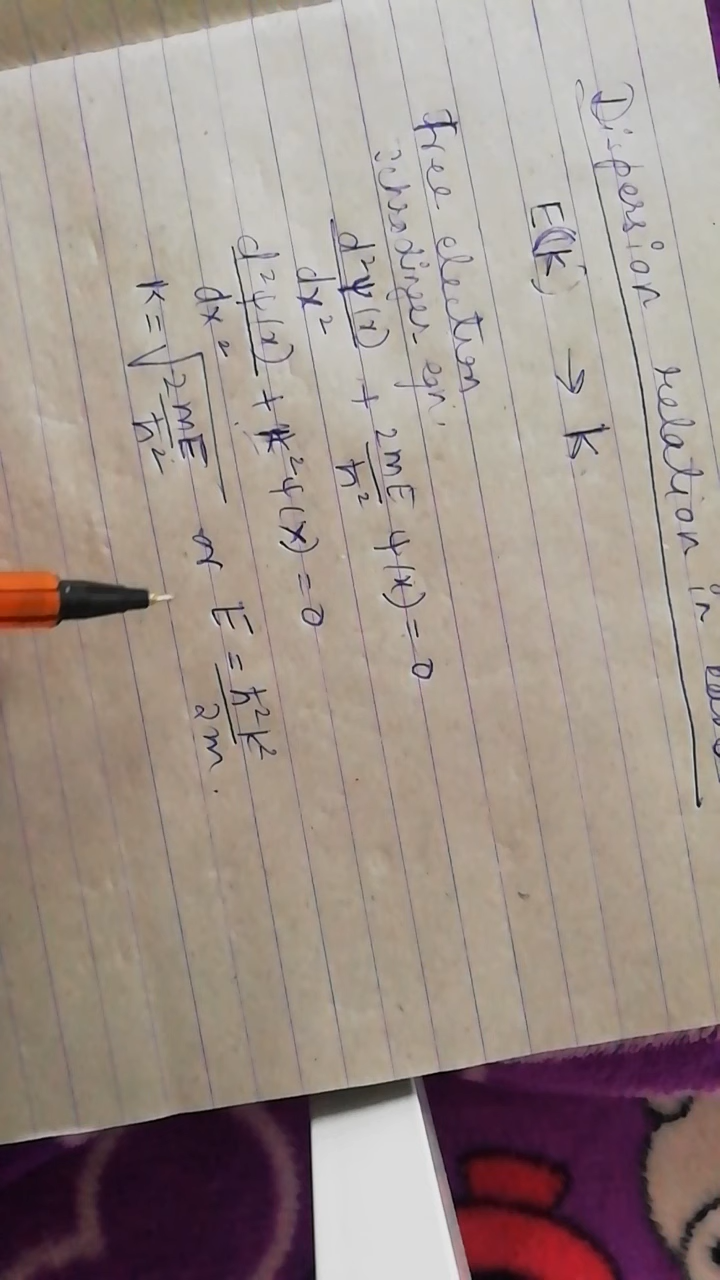 Dispersion relation in
E(k) → k
free election
schrodinger eqn.
d²ψ(x)/dx² + 2mE/ħ² ψ(x) = 0
d²ψ(x)/dx² + k²ψ(x) = 0
k = √2mE/ħ² or E = ħ²k²/2m.